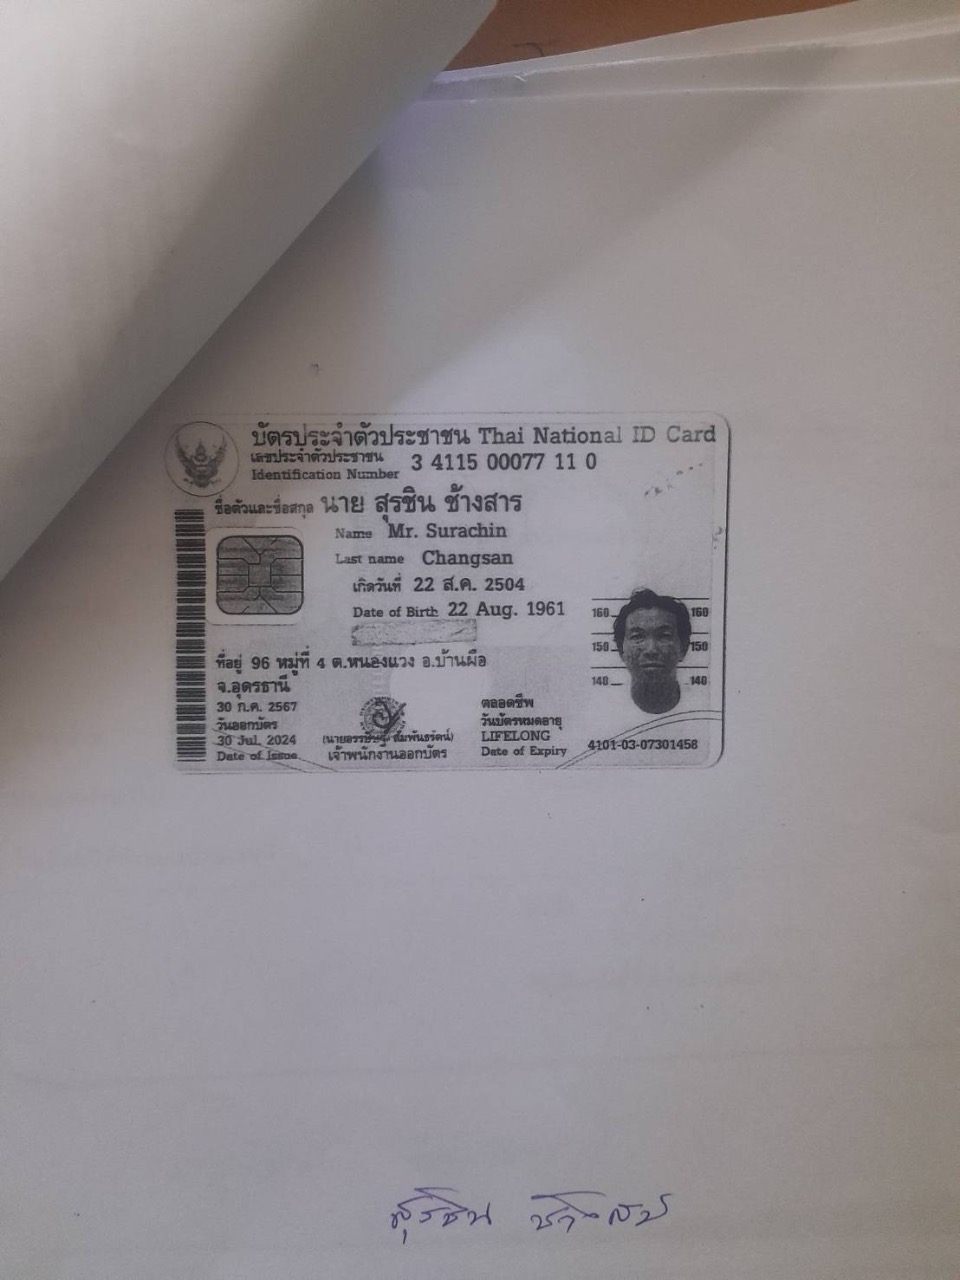 บัตรประจำตัวประชาชน Thai National ID Card
เลขประจำตัวประชาชน
Identification Number 3 4115 00077 11 0
ชื่อตัวและชื่อสกุล นาย สุรชิน ช้างสาร
Name Mr. Surachin
Last name Changsan
เกิดวันที่ 22 ส.ค. 2504
Date of Birth 22 Aug. 1961
ที่อยู่ 96 หมู่ที่ 4 ต.หนองแวง อ.บ้านผือ
จ.อุดรธานี
30 ก.ค. 2567
วันออกบัตร
30 Jul. 2024
Date of Issue
สัมพันธรัตน์)
เจ้าพนักงานออกบัตร
ตลอดชีพ
วันบัตรหมดอายุ
LIFELONG
Date of Expiry
160 160
150 150
140 140
4101-03-07301458
สุรชิน ช้างสาร